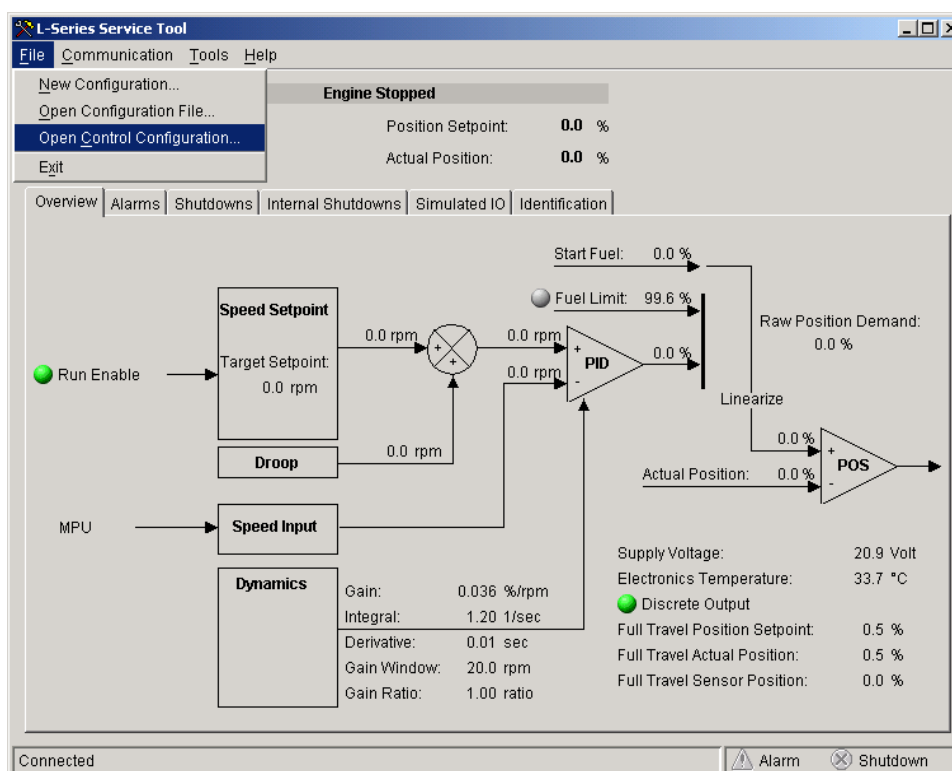 L-Series Service Tool
File Communication Tools Help
New Configuration...
Open Configuration File...
Open Control Configuration...
Exit
Engine Stopped
Position Setpoint: 0.0 %
Actual Position: 0.0 %
Overview Alarms Shutdowns Internal Shutdowns Simulated IO Identification
Start Fuel: 0.0 %
Fuel Limit: 99.6 %
Raw Position Demand:
0.0 %
Speed Setpoint
Target Setpoint:
0.0 rpm
Run Enable
0.0 rpm
+
+
0.0 rpm
0.0 rpm
+
-
PID
0.0 %
Linearize
Droop
0.0 rpm
0.0 %
Actual Position: 0.0 %
+
-
POS
MPU
Speed Input
Dynamics
Gain: 0.036 %/rpm
Integral: 1.20 1/sec
Derivative: 0.01 sec
Gain Window: 20.0 rpm
Gain Ratio: 1.00 ratio
Supply Voltage: 20.9 Volt
Electronics Temperature: 33.7 °C
Discrete Output
Full Travel Position Setpoint: 0.5 %
Full Travel Actual Position: 0.5 %
Full Travel Sensor Position: 0.0 %
Connected
Alarm Shutdown